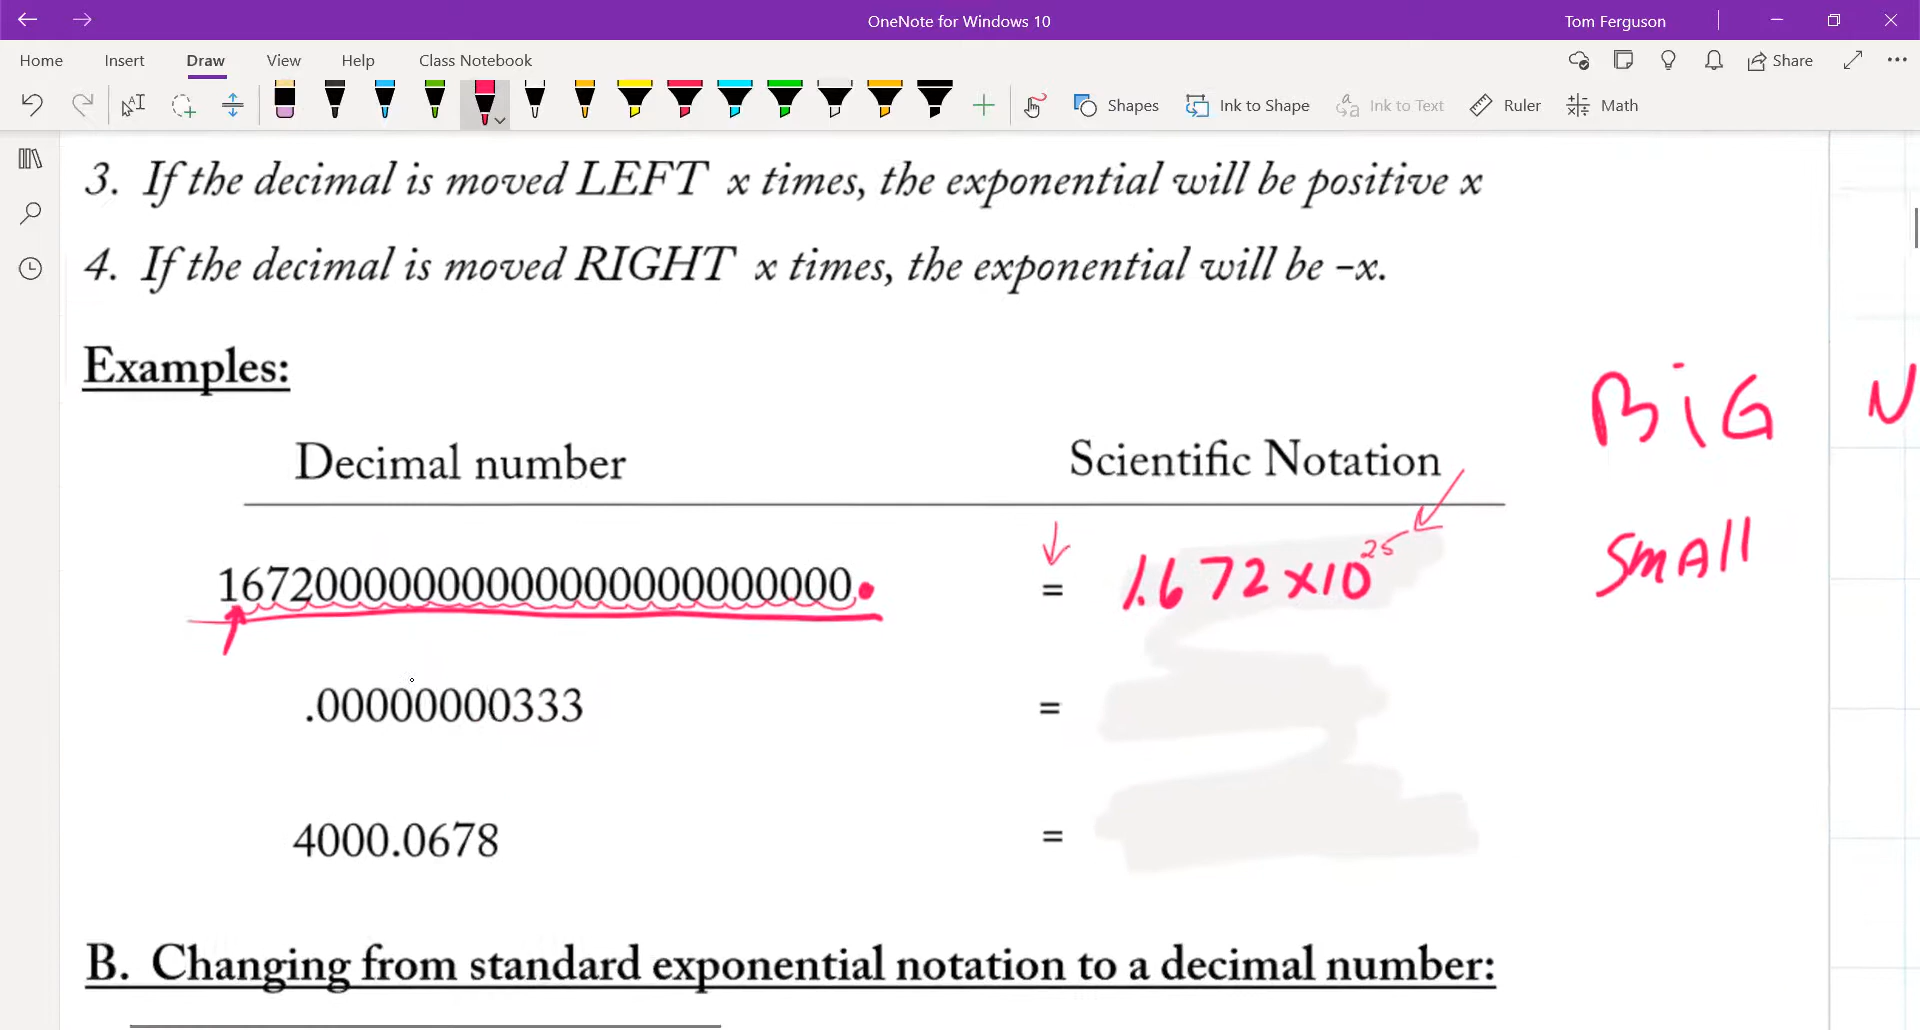 OneNote for Windows 10
Tom Ferguson
Home Insert Draw View Help Class Notebook
Share
Shapes Ink to Shape Ink to Text Ruler Math
3. If the decimal is moved LEFT x times, the exponential will be positive x
4. If the decimal is moved RIGHT x times, the exponential will be -x.
Examples:
BiG N
Decimal number Scientific Notation
16720000000000000000000000. = 1.672 x 10²⁵
small
.00000000333 =
4000.0678 =
B. Changing from standard exponential notation to a decimal number: